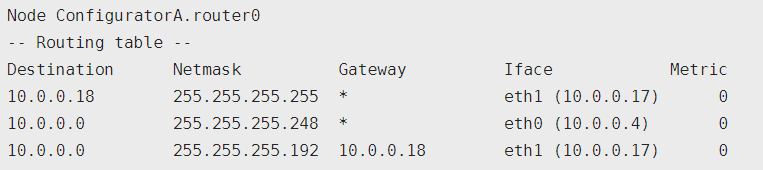 Node ConfiguratorA.router0
-- Routing table --
Destination Netmask Gateway Iface Metric
10.0.0.18 255.255.255.255 * eth1 (10.0.0.17) 0
10.0.0.0 255.255.255.248 * eth0 (10.0.0.4) 0
10.0.0.0 255.255.255.192 10.0.0.18 eth1 (10.0.0.17) 0